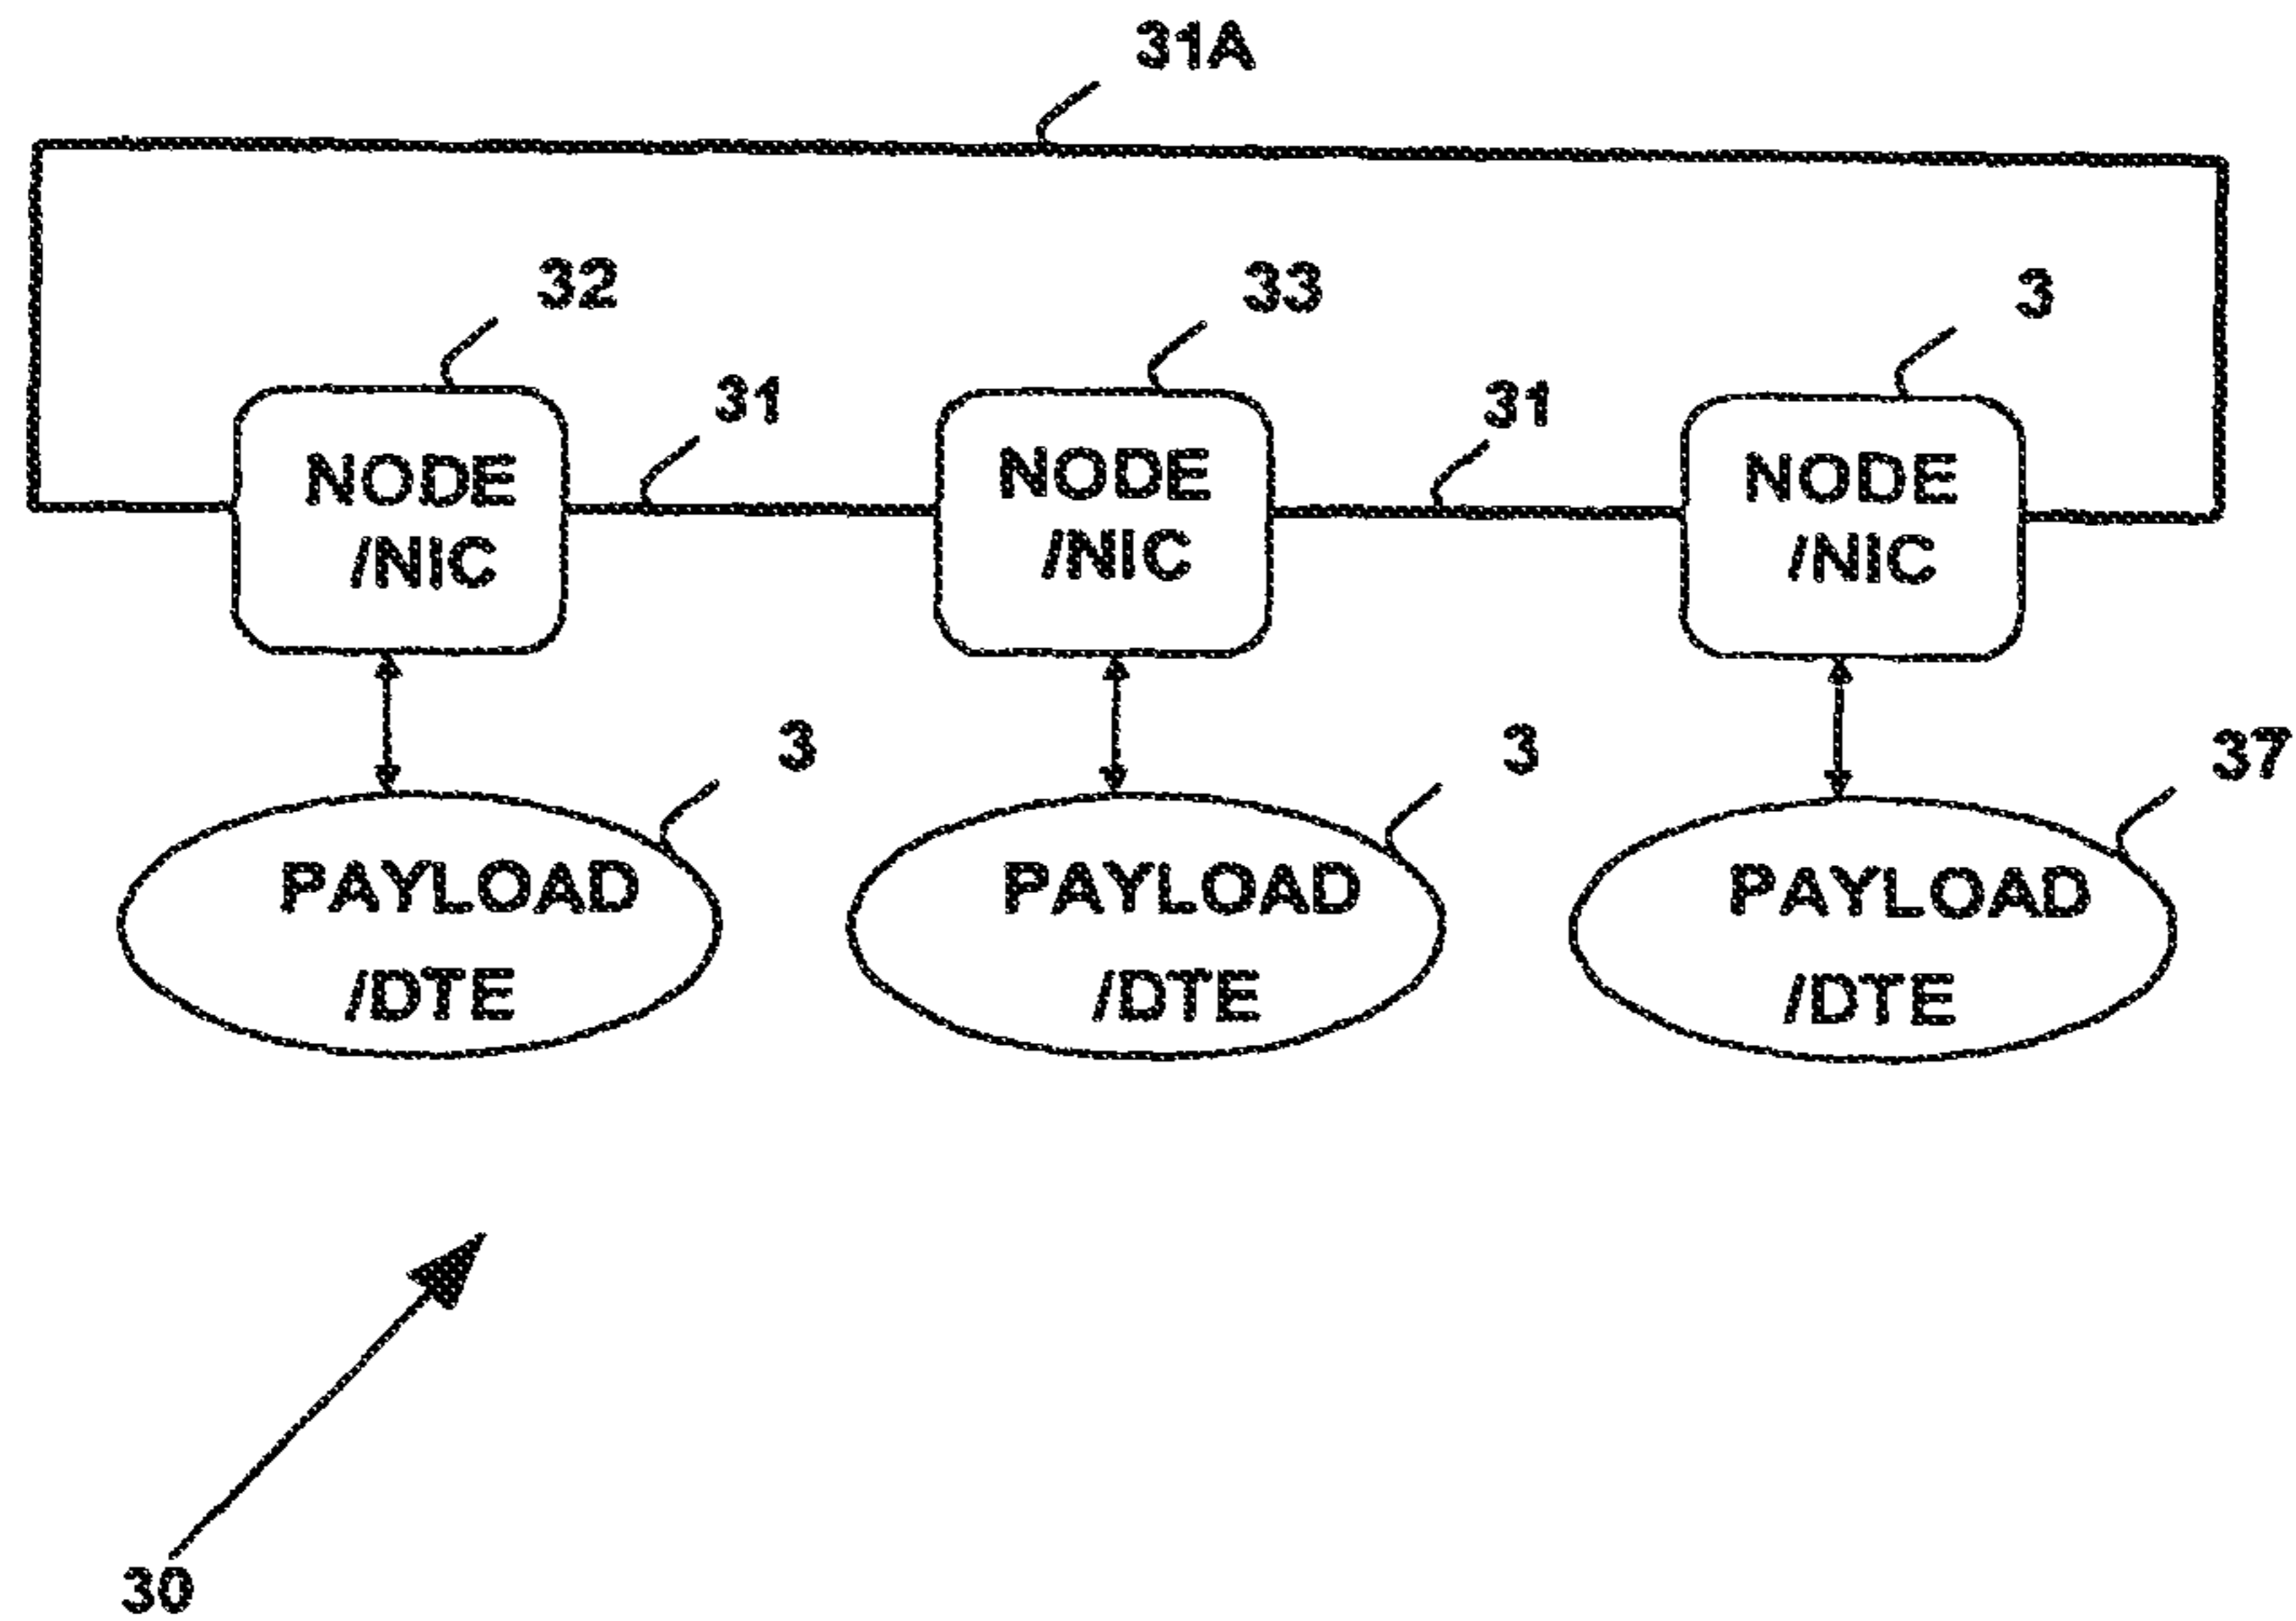 31A
32
33
3
31
31
NODE
/NIC
NODE
/NIC
NODE
/NIC
3
3
37
PAYLOAD
/DTE
PAYLOAD
/DTE
PAYLOAD
/DTE
30